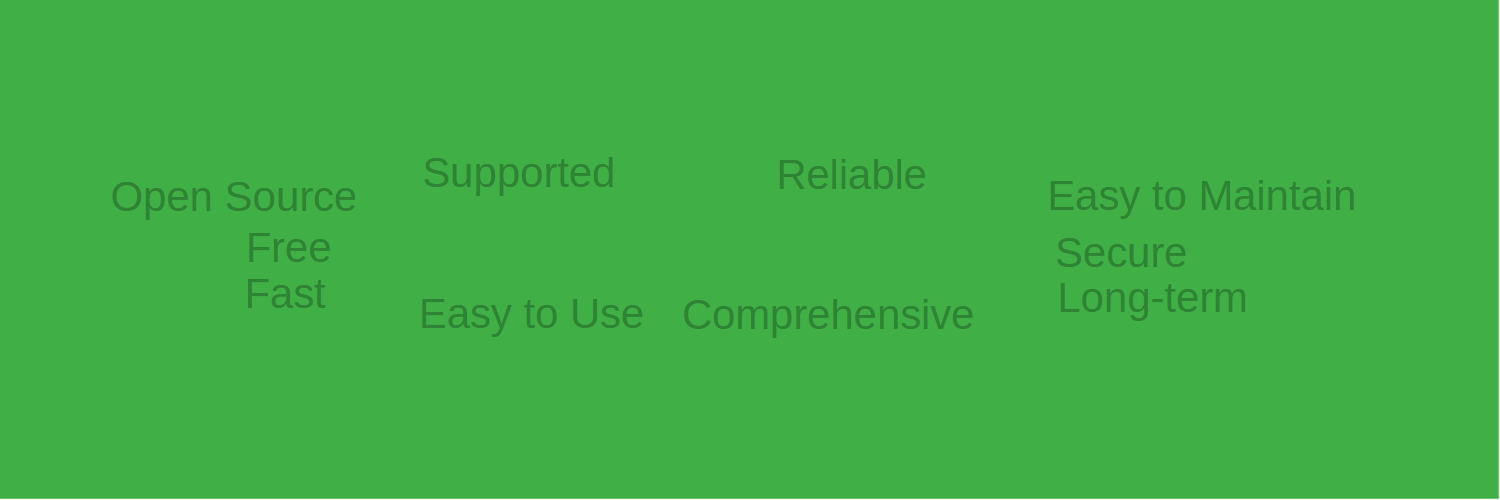 Open Source
Free
Fast
Supported
Easy to Use
Reliable
Comprehensive
Easy to Maintain
Secure
Long-term